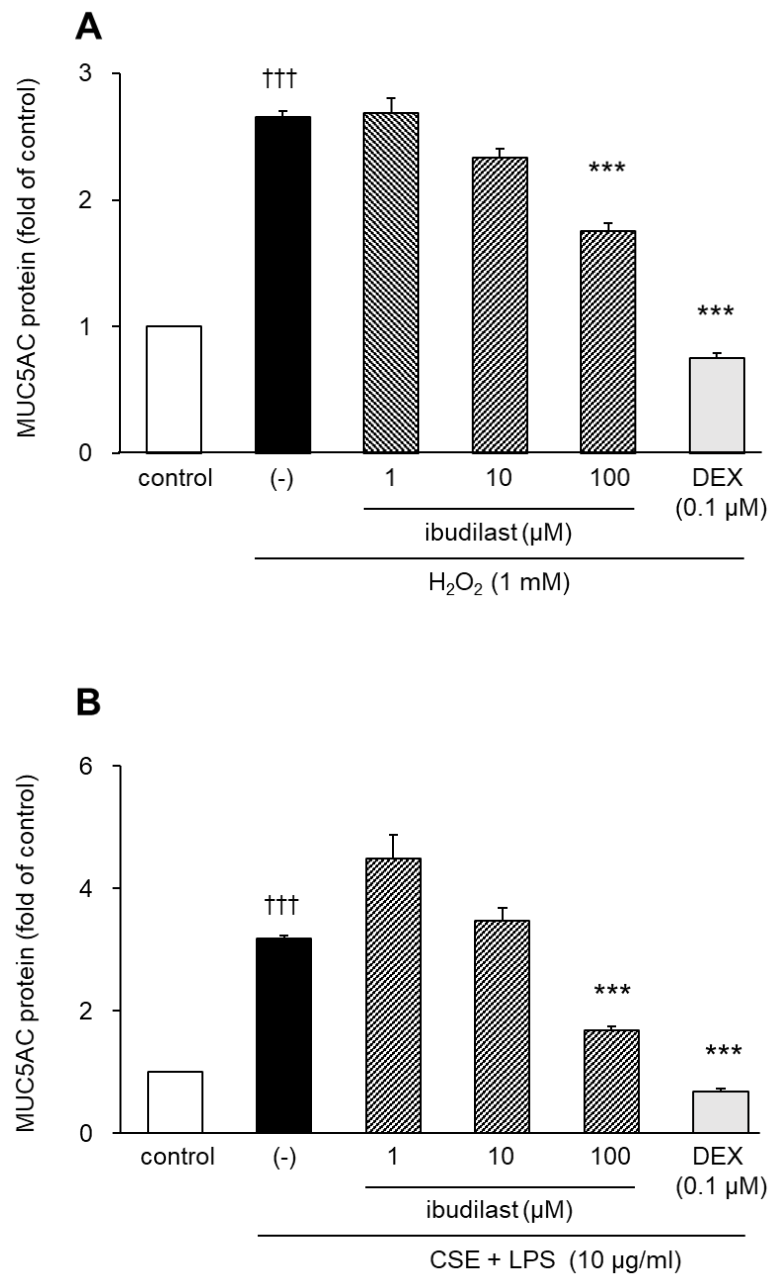 A
MUC5AC protein (fold of control)
3
2
1
0
†††
***
***
control (-) 1 10 100 DEX
(0.1 µM)
ibudilast (µM)
H₂O₂ (1 mM)
B
MUC5AC protein (fold of control)
6
4
2
0
†††
***
***
control (-) 1 10 100 DEX
(0.1 µM)
ibudilast (µM)
CSE + LPS (10 µg/ml)